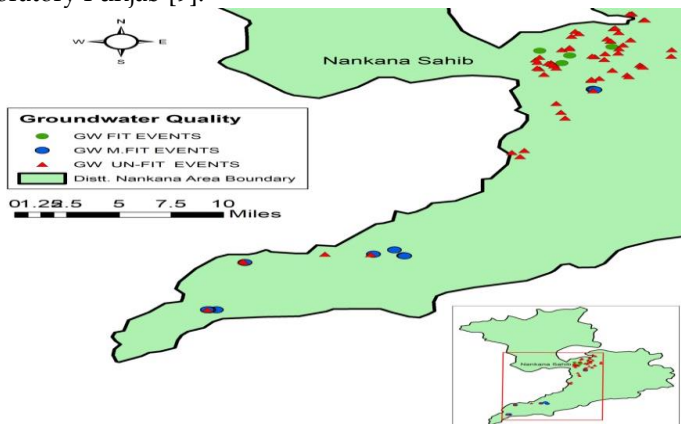 N
W E
S
Nankana Sahib
Groundwater Quality
GW FIT EVENTS
GW M.FIT EVENTS
GW UN-FIT EVENTS
Distt. Nankana Area Boundary
5 7.5 10
Miles
Nankana Sahib